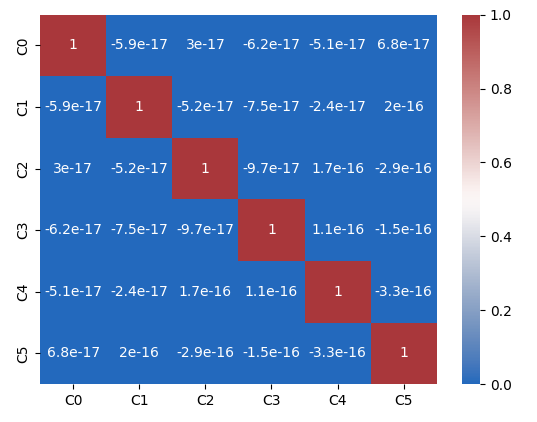 C0 1 -5.9e-17 3e-17 -6.2e-17 -5.1e-17 6.8e-17
C1 -5.9e-17 1 -5.2e-17 -7.5e-17 -2.4e-17 2e-16
C2 3e-17 -5.2e-17 1 -9.7e-17 1.7e-16 -2.9e-16
C3 -6.2e-17 -7.5e-17 -9.7e-17 1 1.1e-16 -1.5e-16
C4 -5.1e-17 -2.4e-17 1.7e-16 1.1e-16 1 -3.3e-16
C5 6.8e-17 2e-16 -2.9e-16 -1.5e-16 -3.3e-16 1
C0 C1 C2 C3 C4 C5
1.0
0.8
0.6
0.4
0.2
0.0